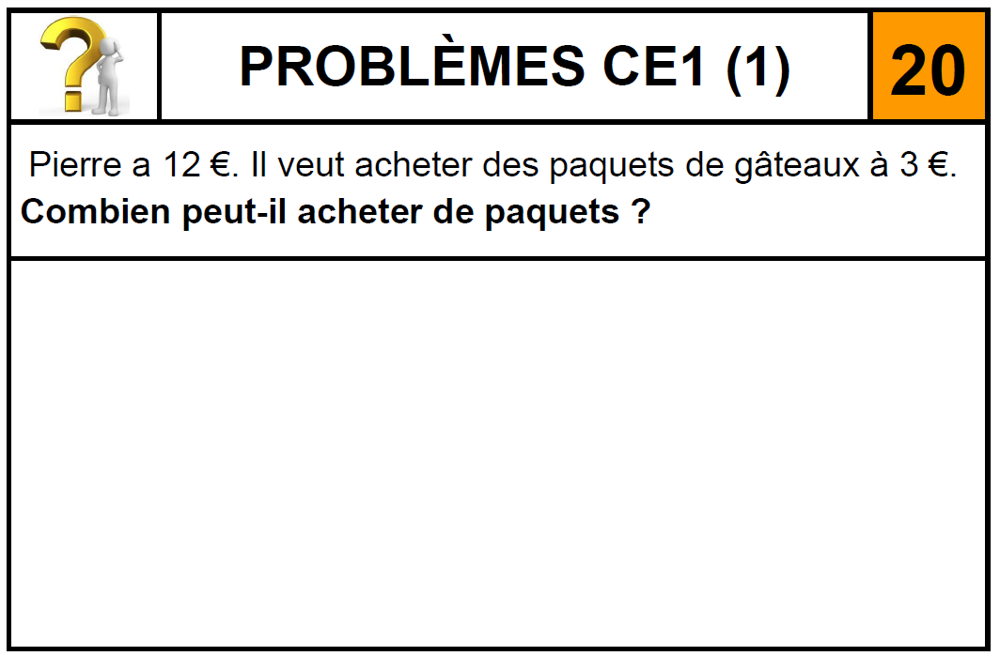 PROBLÈMES CE1 (1)
20
Pierre a 12 €. Il veut acheter des paquets de gâteaux à 3 €.
Combien peut-il acheter de paquets ?